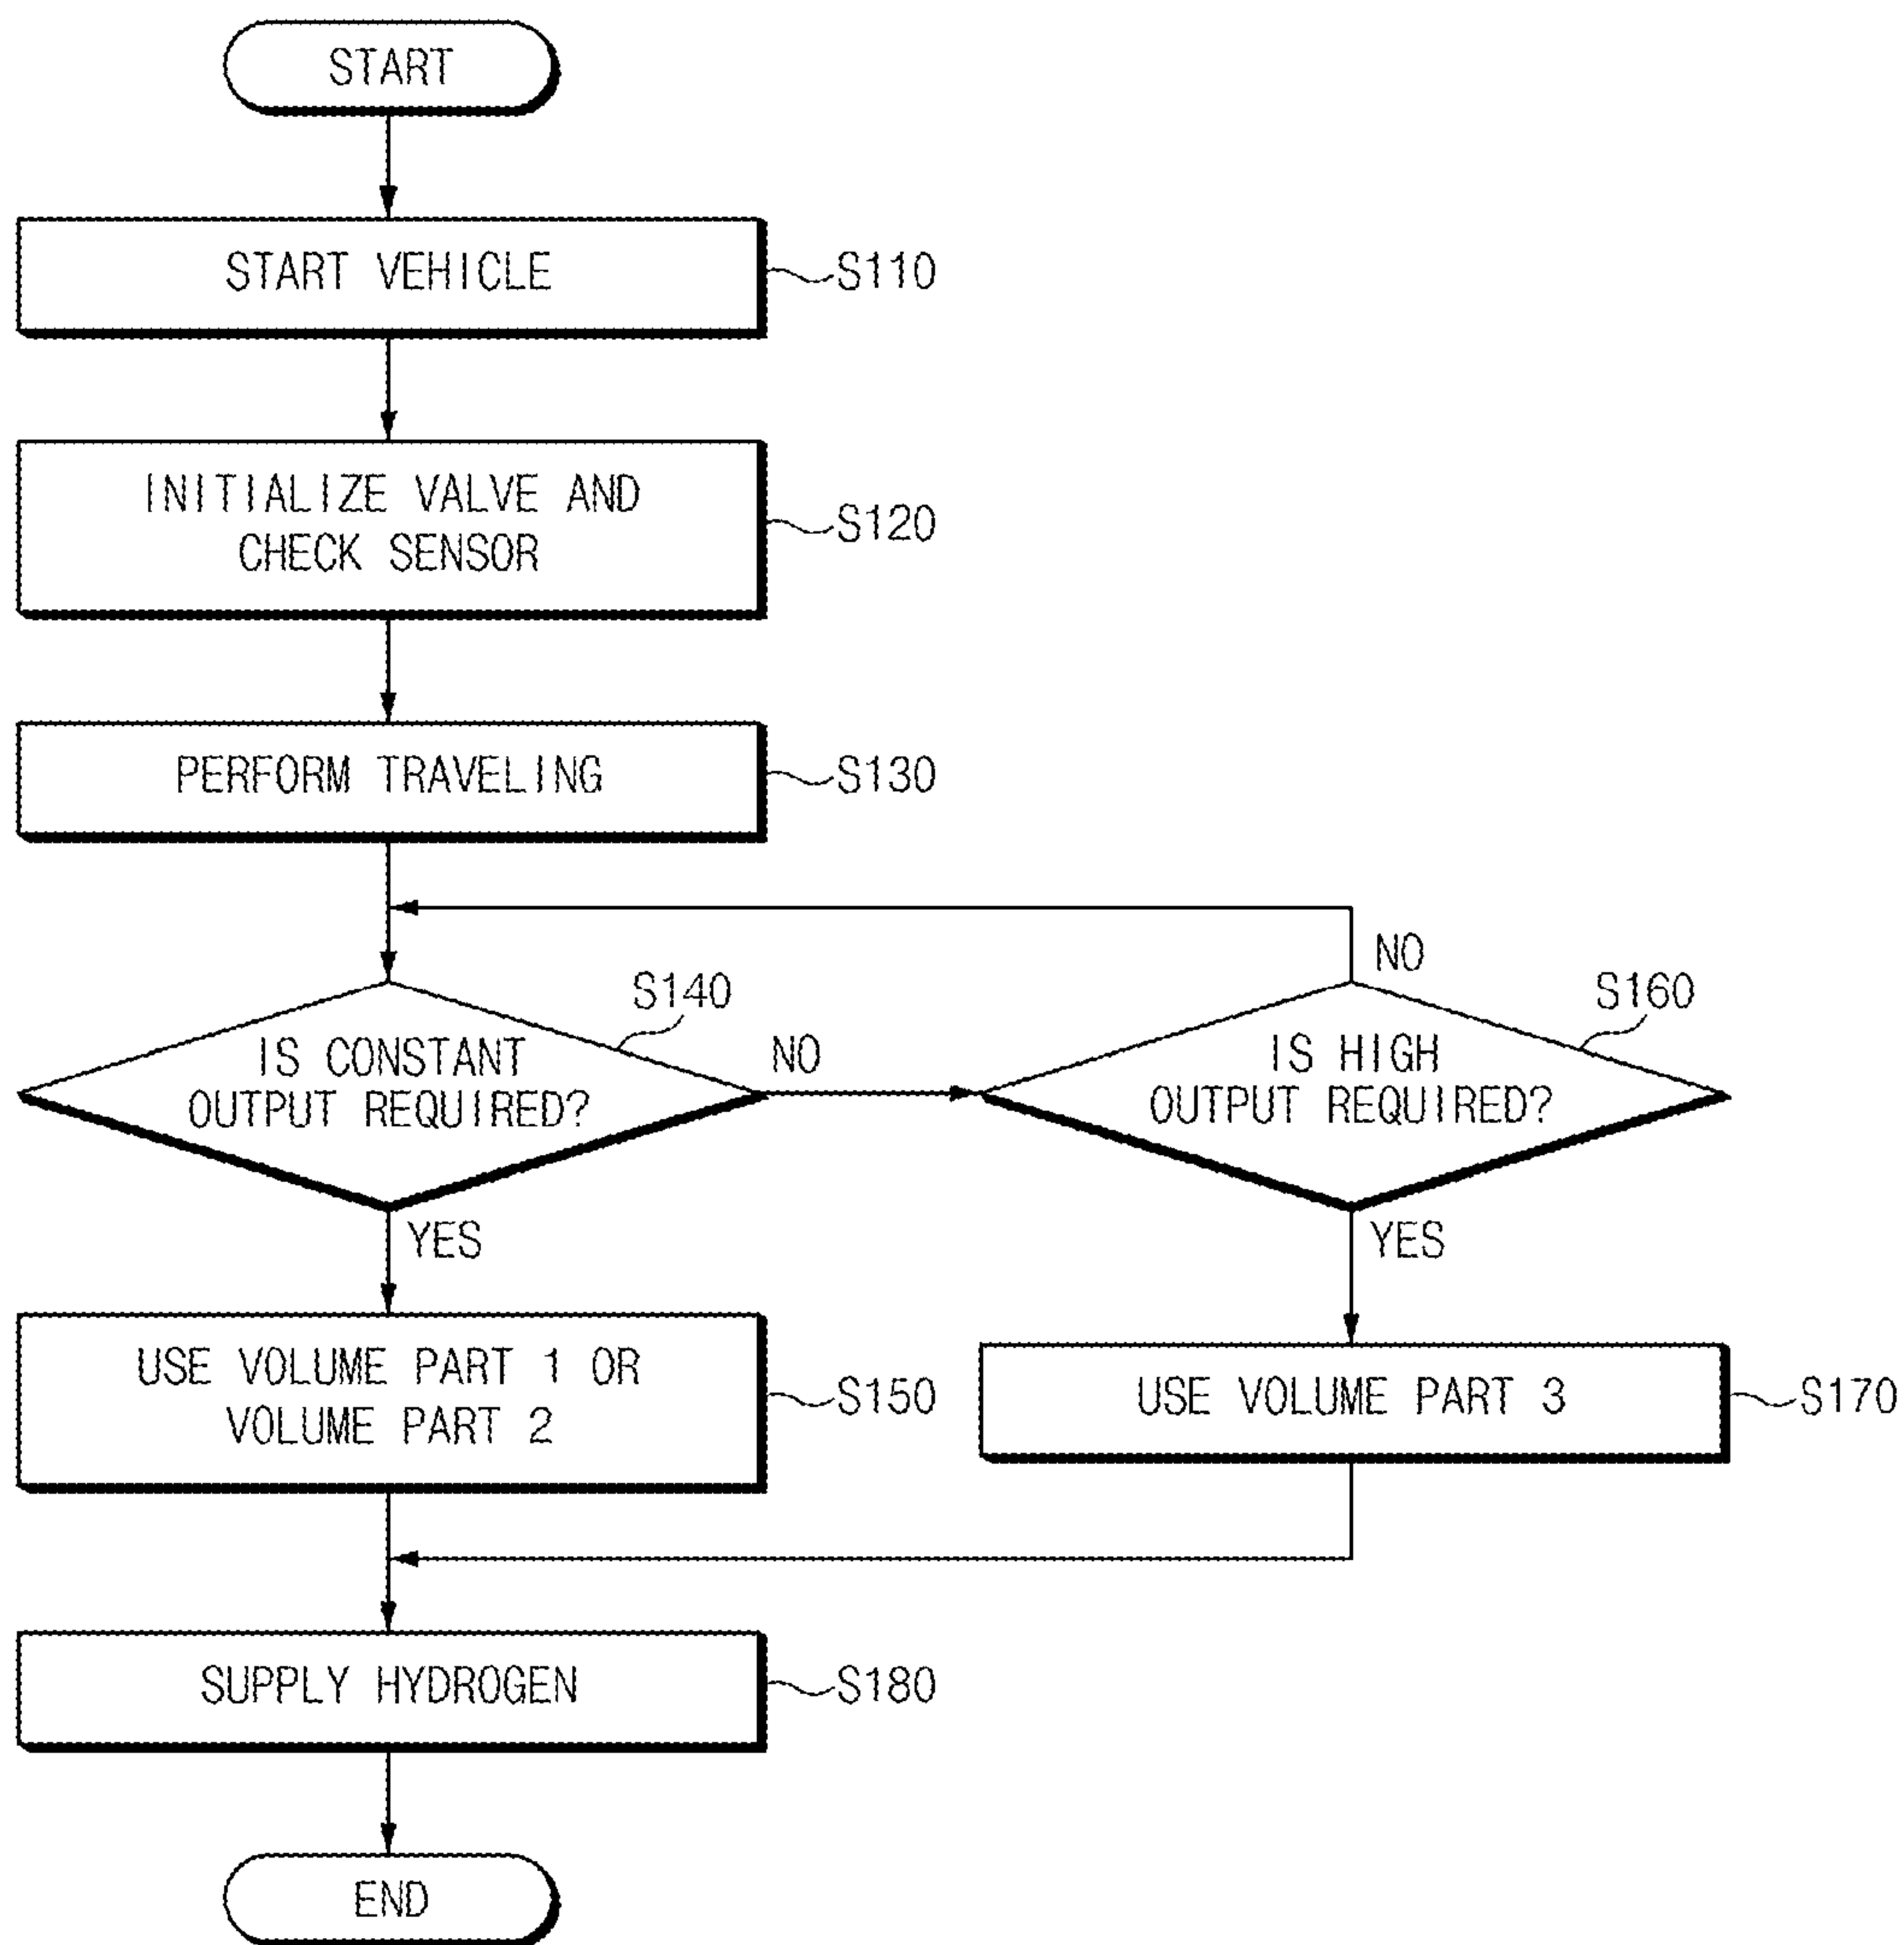 START
START VEHICLE
S110
INITIALIZE VALVE AND
CHECK SENSOR
S120
PERFORM TRAVELING
S130
NO
S140
S160
IS CONSTANT
OUTPUT REQUIRED?
NO
IS HIGH
OUTPUT REQUIRED?
YES
YES
USE VOLUME PART 1 OR
VOLUME PART 2
S150
USE VOLUME PART 3
S170
SUPPLY HYDROGEN
S180
END